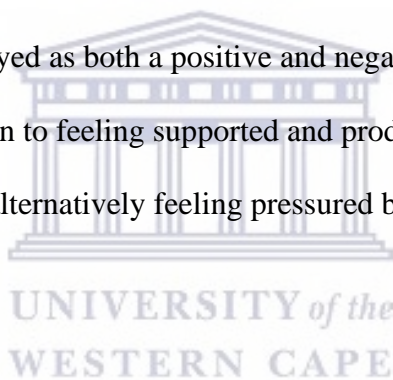 yed as both a positive and nega
n to feeling supported and prod
lternatively feeling pressured b
UNIVERSITY of the
WESTERN CAPE